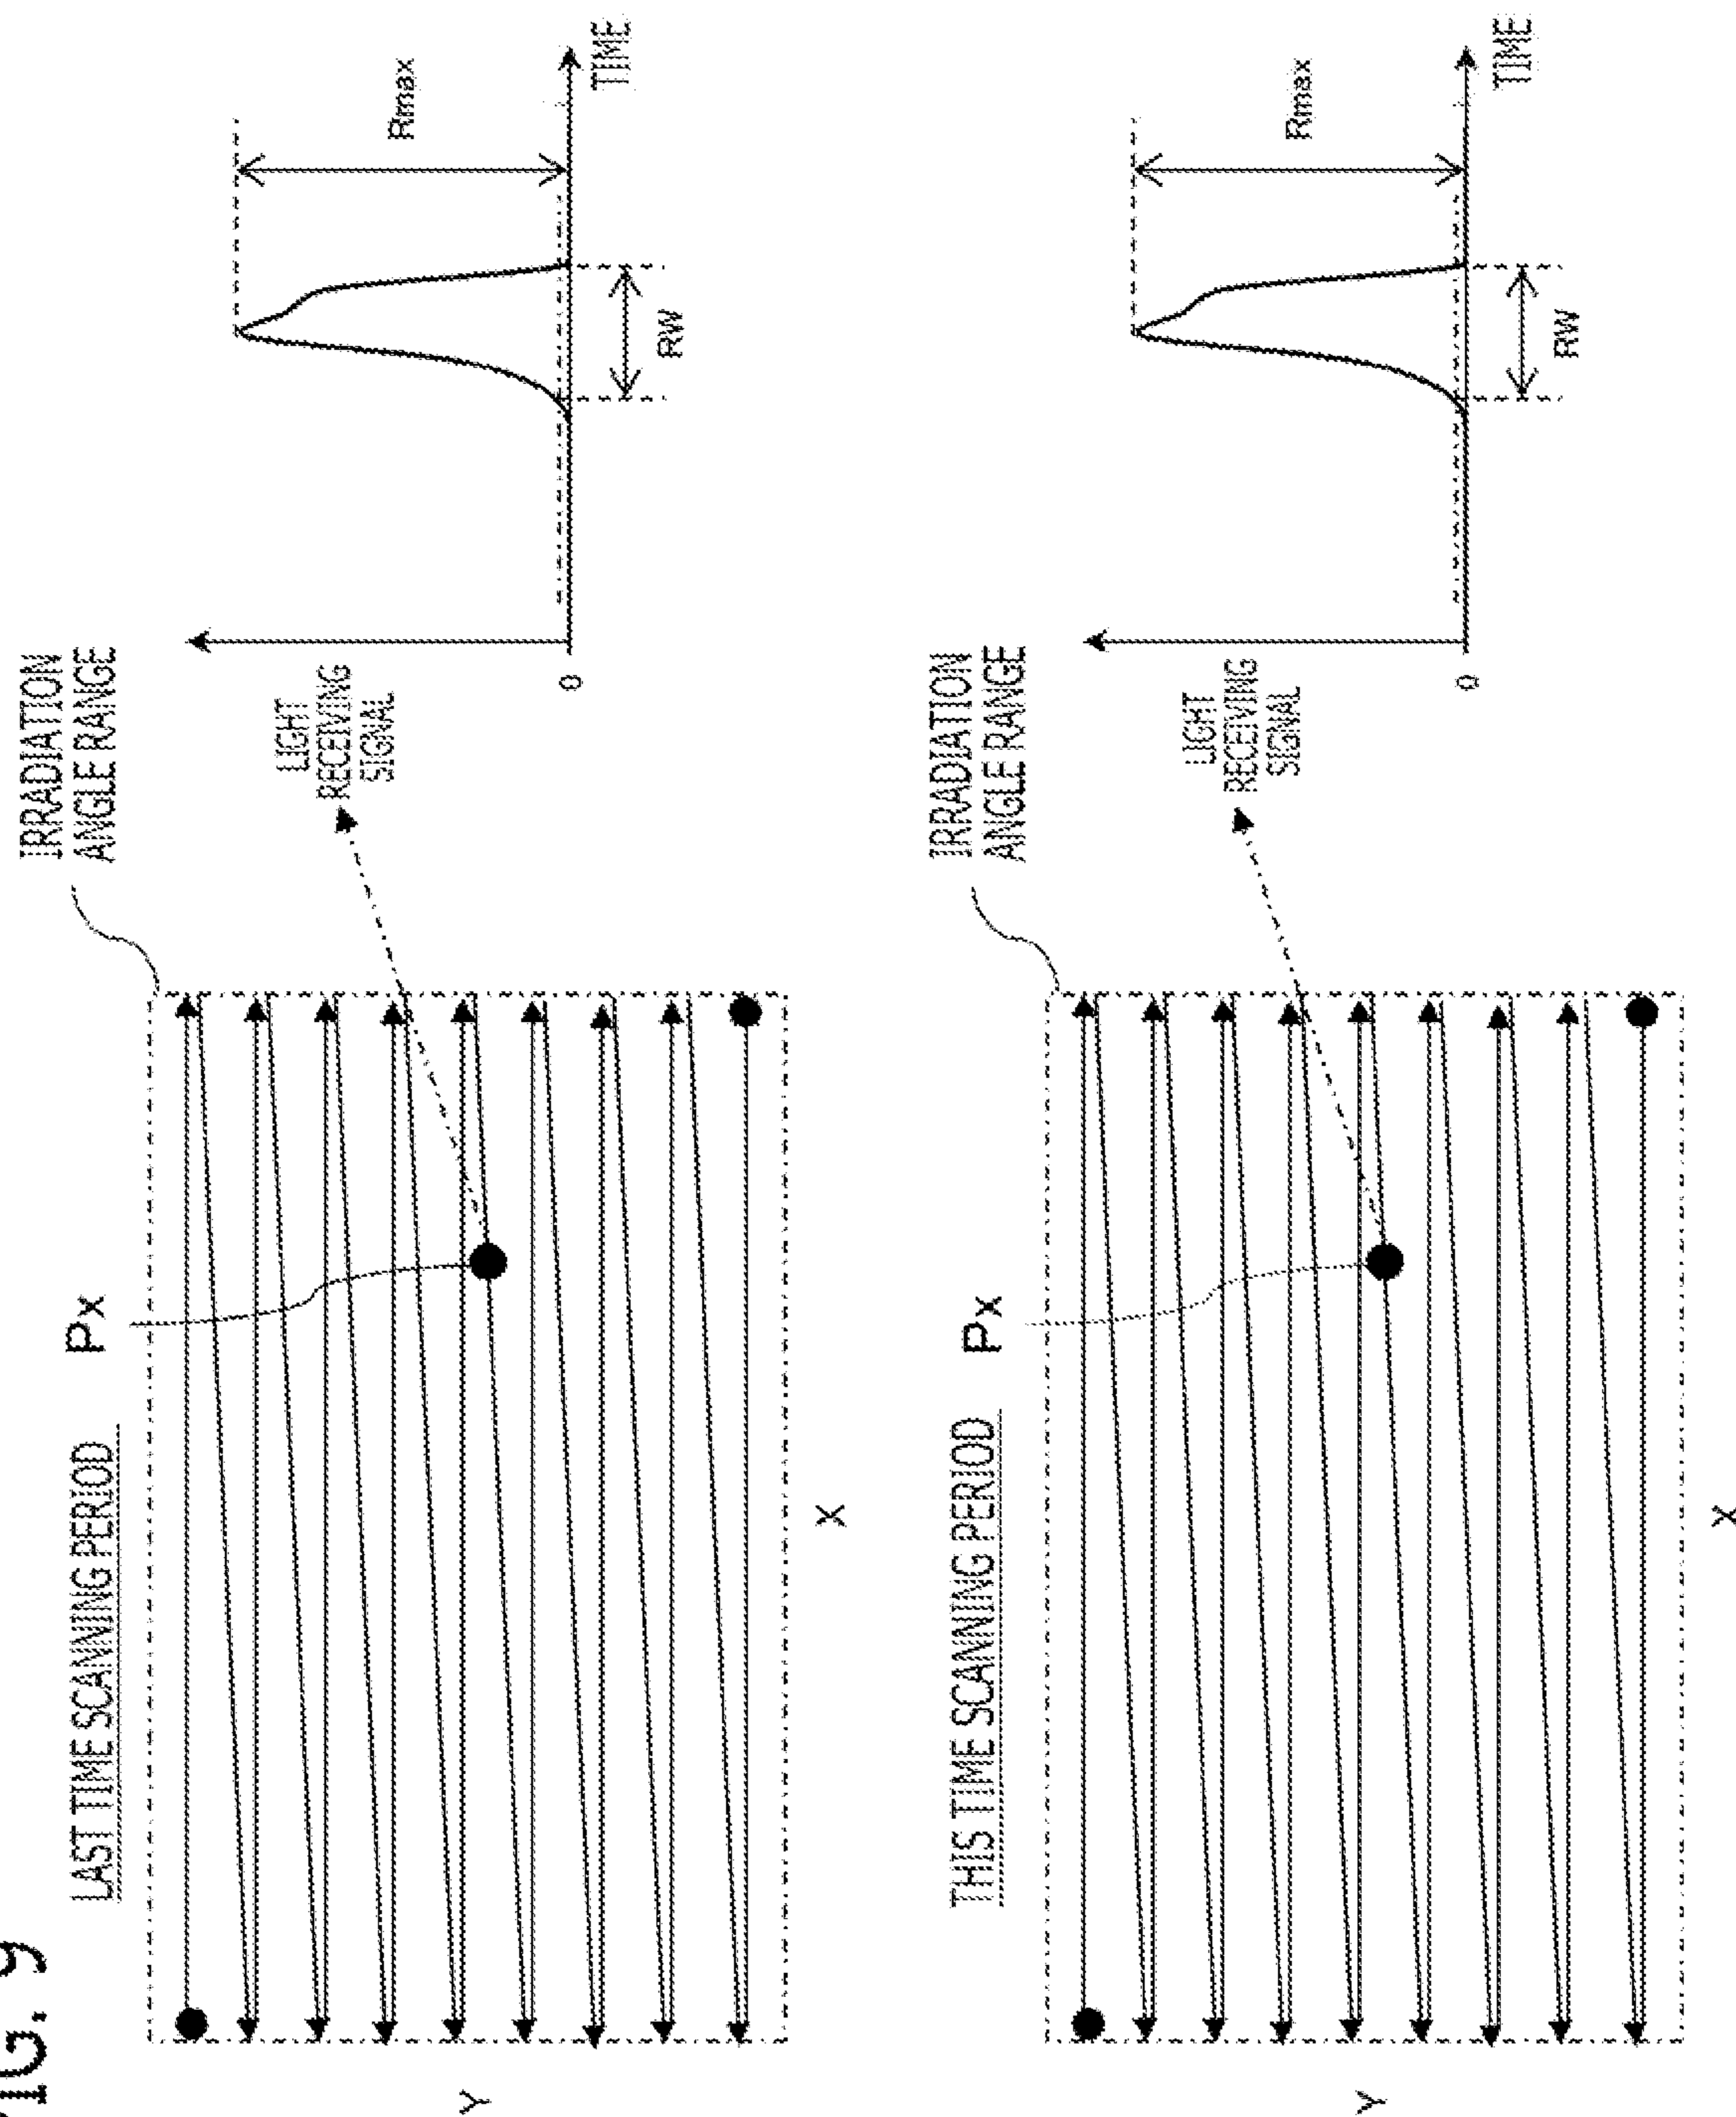 FIG. 9
LAST TIME SCANNING PERIOD
Px
IRRADIATION
ANGLE RANGE
LIGHT
RECEIVING
SIGNAL
Rmax
0
TIME
RW
Y
X
THIS TIME SCANNING PERIOD
Px
IRRADIATION
ANGLE RANGE
LIGHT
RECEIVING
SIGNAL
Rmax
0
TIME
RW
Y
X